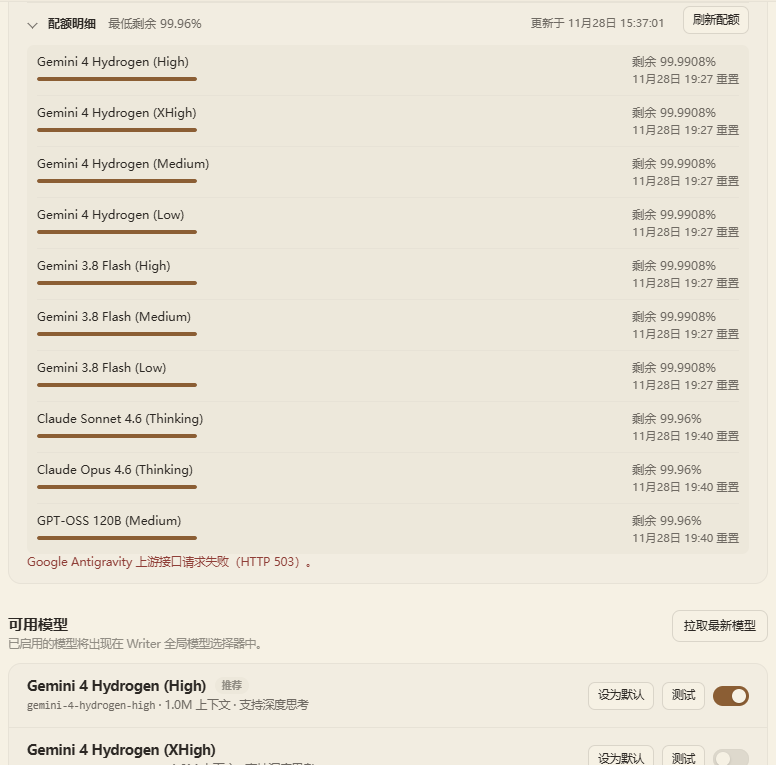 配额明细 最低剩余 99.96% 更新于 11月28日 15:37:01 刷新配额
Gemini 4 Hydrogen (High) 剩余 99.9908%
11月28日 19:27 重置
Gemini 4 Hydrogen (XHigh) 剩余 99.9908%
11月28日 19:27 重置
Gemini 4 Hydrogen (Medium) 剩余 99.9908%
11月28日 19:27 重置
Gemini 4 Hydrogen (Low) 剩余 99.9908%
11月28日 19:27 重置
Gemini 3.8 Flash (High) 剩余 99.9908%
11月28日 19:27 重置
Gemini 3.8 Flash (Medium) 剩余 99.9908%
11月28日 19:27 重置
Gemini 3.8 Flash (Low) 剩余 99.9908%
11月28日 19:27 重置
Claude Sonnet 4.6 (Thinking) 剩余 99.96%
11月28日 19:40 重置
Claude Opus 4.6 (Thinking) 剩余 99.96%
11月28日 19:40 重置
GPT-OSS 120B (Medium) 剩余 99.96%
11月28日 19:40 重置
Google Antigravity 上游接口请求失败（HTTP 503）。
可用模型 拉取最新模型
已启用的模型将出现在 Writer 全局模型选择器中。
Gemini 4 Hydrogen (High) 推荐 设为默认 测试
gemini-4-hydrogen-high · 1.0M 上下文 · 支持深度思考
Gemini 4 Hydrogen (XHigh) 设为默认 测试